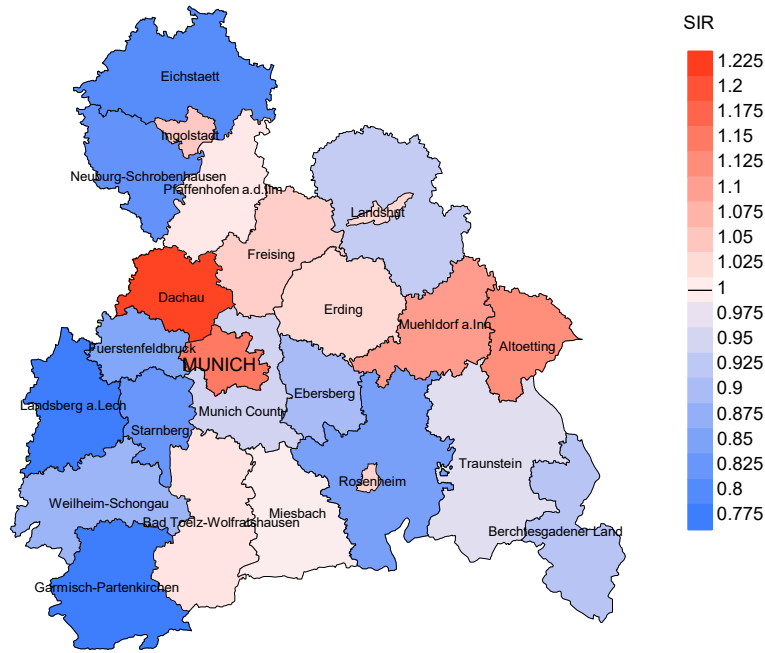 SIR
1.225
1.2
1.175
1.15
1.125
1.1
1.075
1.05
1.025
1
0.975
0.95
0.925
0.9
0.875
0.85
0.825
0.8
0.775
Eichstaett
Ingolstadt
Neuburg-Schrobenhausen
Pfaffenhofen a.d.Ilm
Landshut
Freising
Dachau
Erding
Muehldorf a.Inn
Altoetting
Fuerstenfeldbruck
MUNICH
Ebersberg
Landsberg a.Lech
Munich County
Starnberg
Traunstein
Rosenheim
Weilheim-Schongau
Miesbach
Bad Toelz-Wolfratshausen
Berchtesgadener Land
Garmisch-Partenkirchen